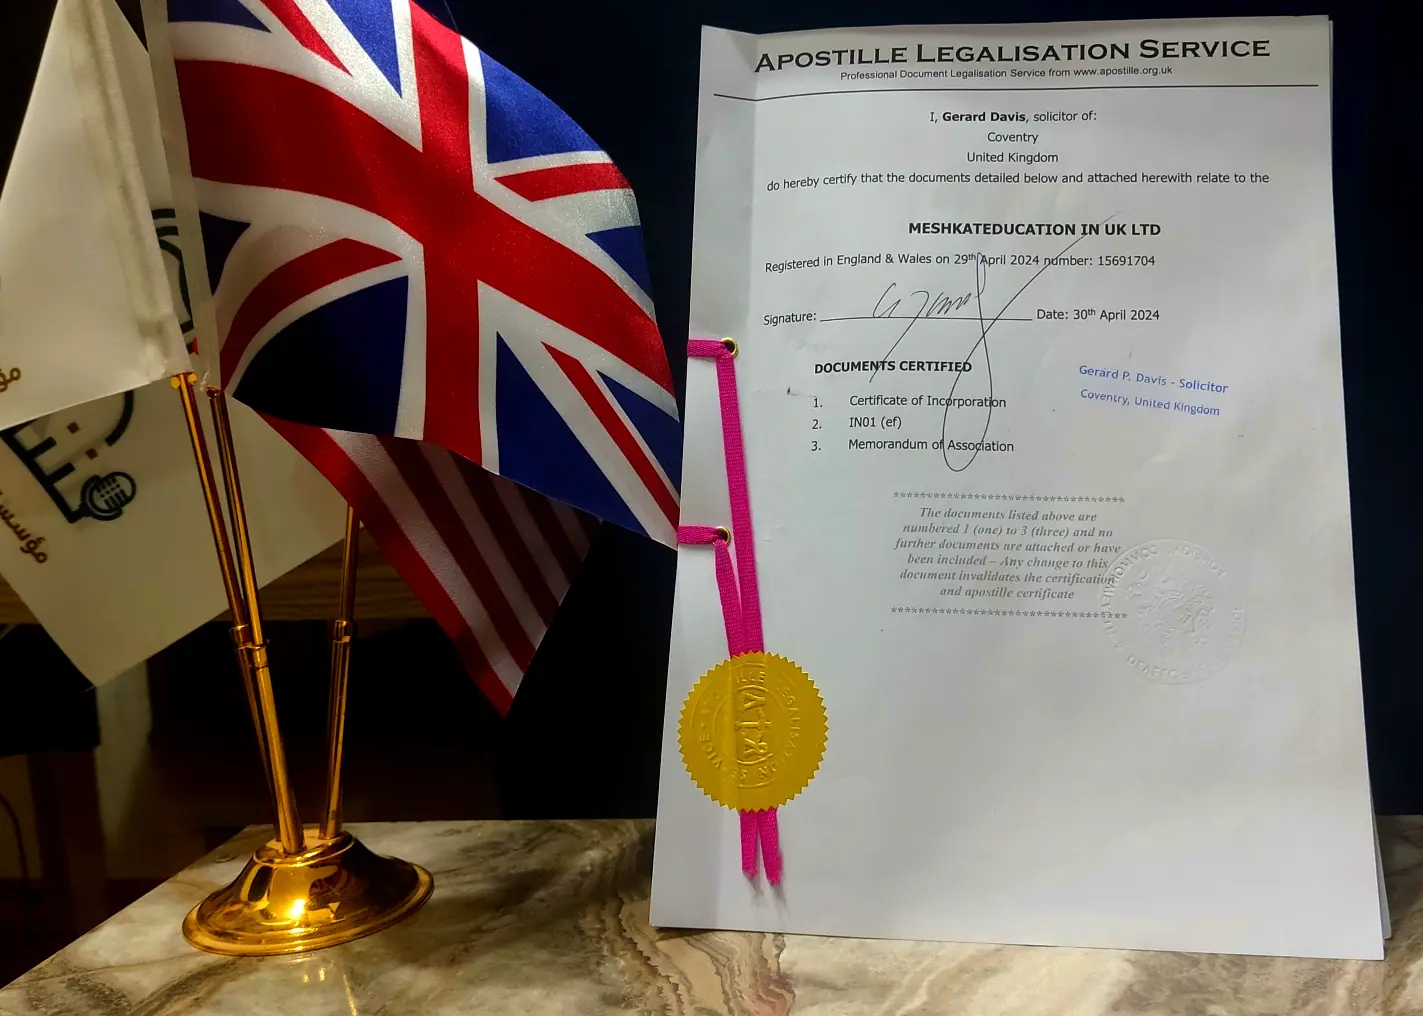 APOSTILLE LEGALISATION SERVICE
Professional Document Legalisation Service from www.apostille.org.uk
I, Gerard Davis, solicitor of:
Coventry
United Kingdom
do hereby certify that the documents detailed below and attached herewith relate to the
MESHKATEDUCATION IN UK LTD
Registered in England & Wales on 29th April 2024 number: 15691704
Signature:
Date: 30th April 2024
DOCUMENTS CERTIFIED
Gerard P. Davis - Solicitor
Coventry, United Kingdom
1. Certificate of Incorporation
2. IN01 (ef)
3. Memorandum of Association
*********************************
The documents listed above are
numbered 1 (one) to 3 (three) and no
further documents are attached or have
been included – Any change to this
document invalidates the certification
and apostille certificate
*********************************